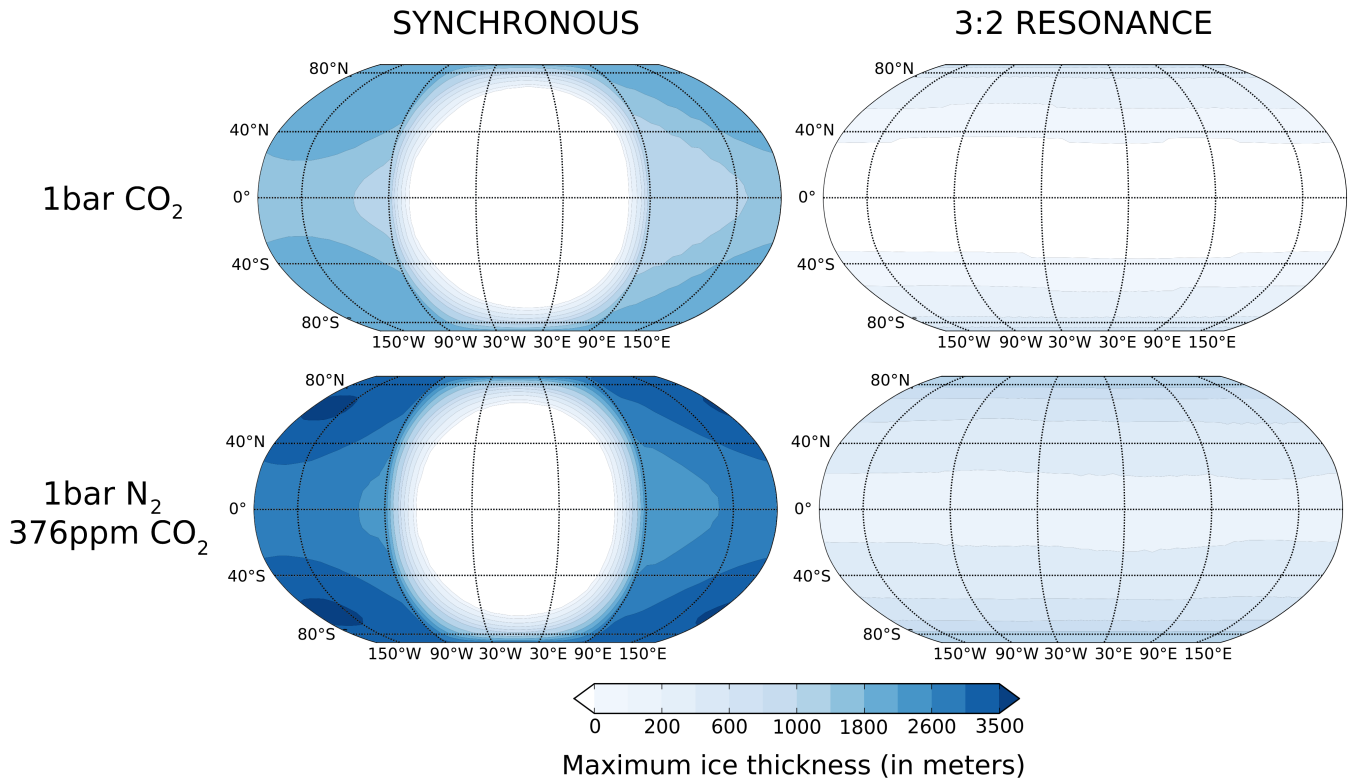 SYNCHRONOUS 3:2 RESONANCE
80°N 80°N
40°N 40°N
1bar CO₂ 0° 0°
40°S 40°S
80°S 80°S
150°W 90°W 30°W 30°E 90°E 150°E 150°W 90°W 30°W 30°E 90°E 150°E
80°N 80°N
40°N 40°N
1bar N₂ 0° 0°
376ppm CO₂
40°S 40°S
80°S 80°S
150°W 90°W 30°W 30°E 90°E 150°E 150°W 90°W 30°W 30°E 90°E 150°E
0 200 600 1000 1800 2600 3500
Maximum ice thickness (in meters)